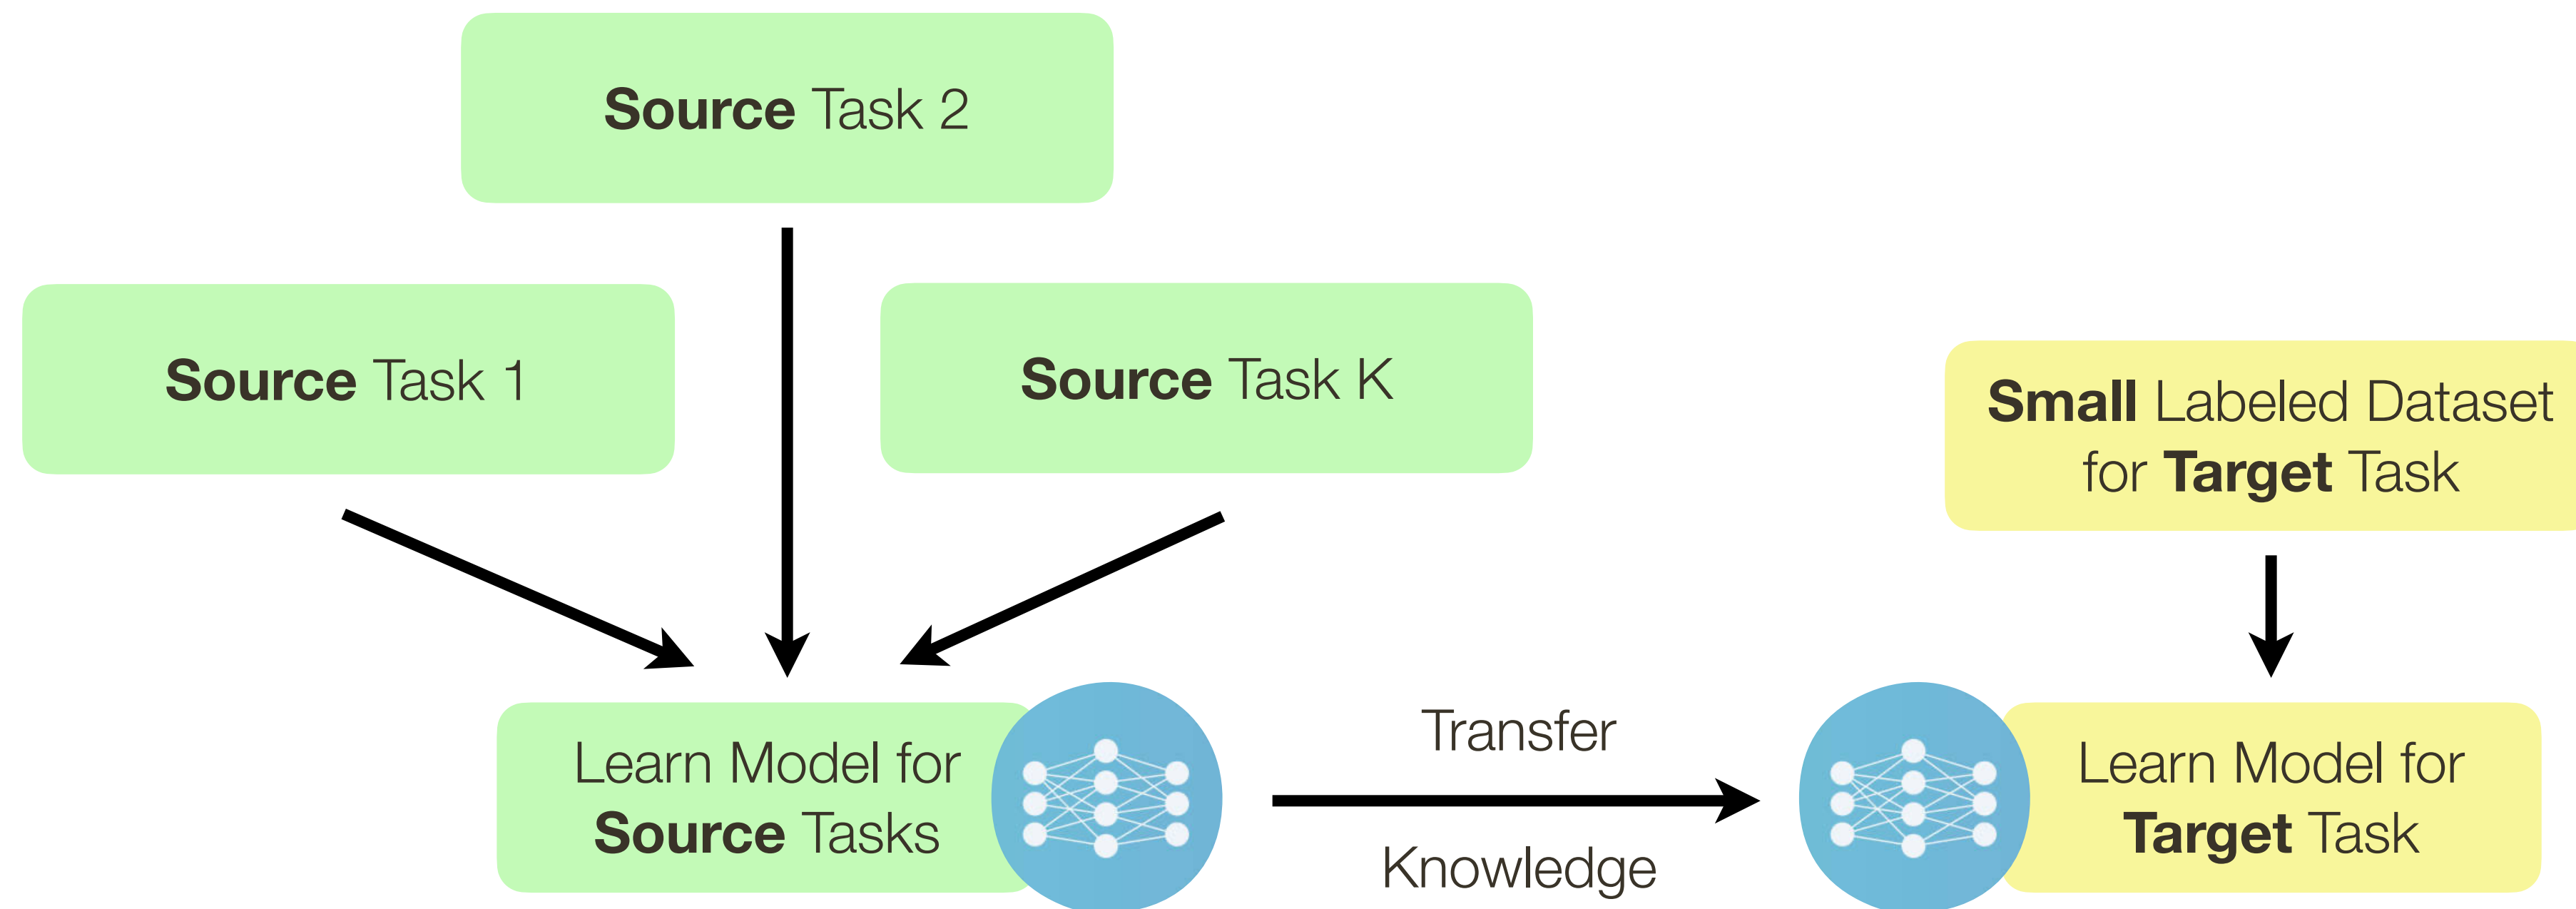 Source Task 2
Source Task 1
Source Task K
Small Labeled Dataset
for Target Task
Learn Model for
Source Tasks
Transfer
Knowledge
Learn Model for
Target Task